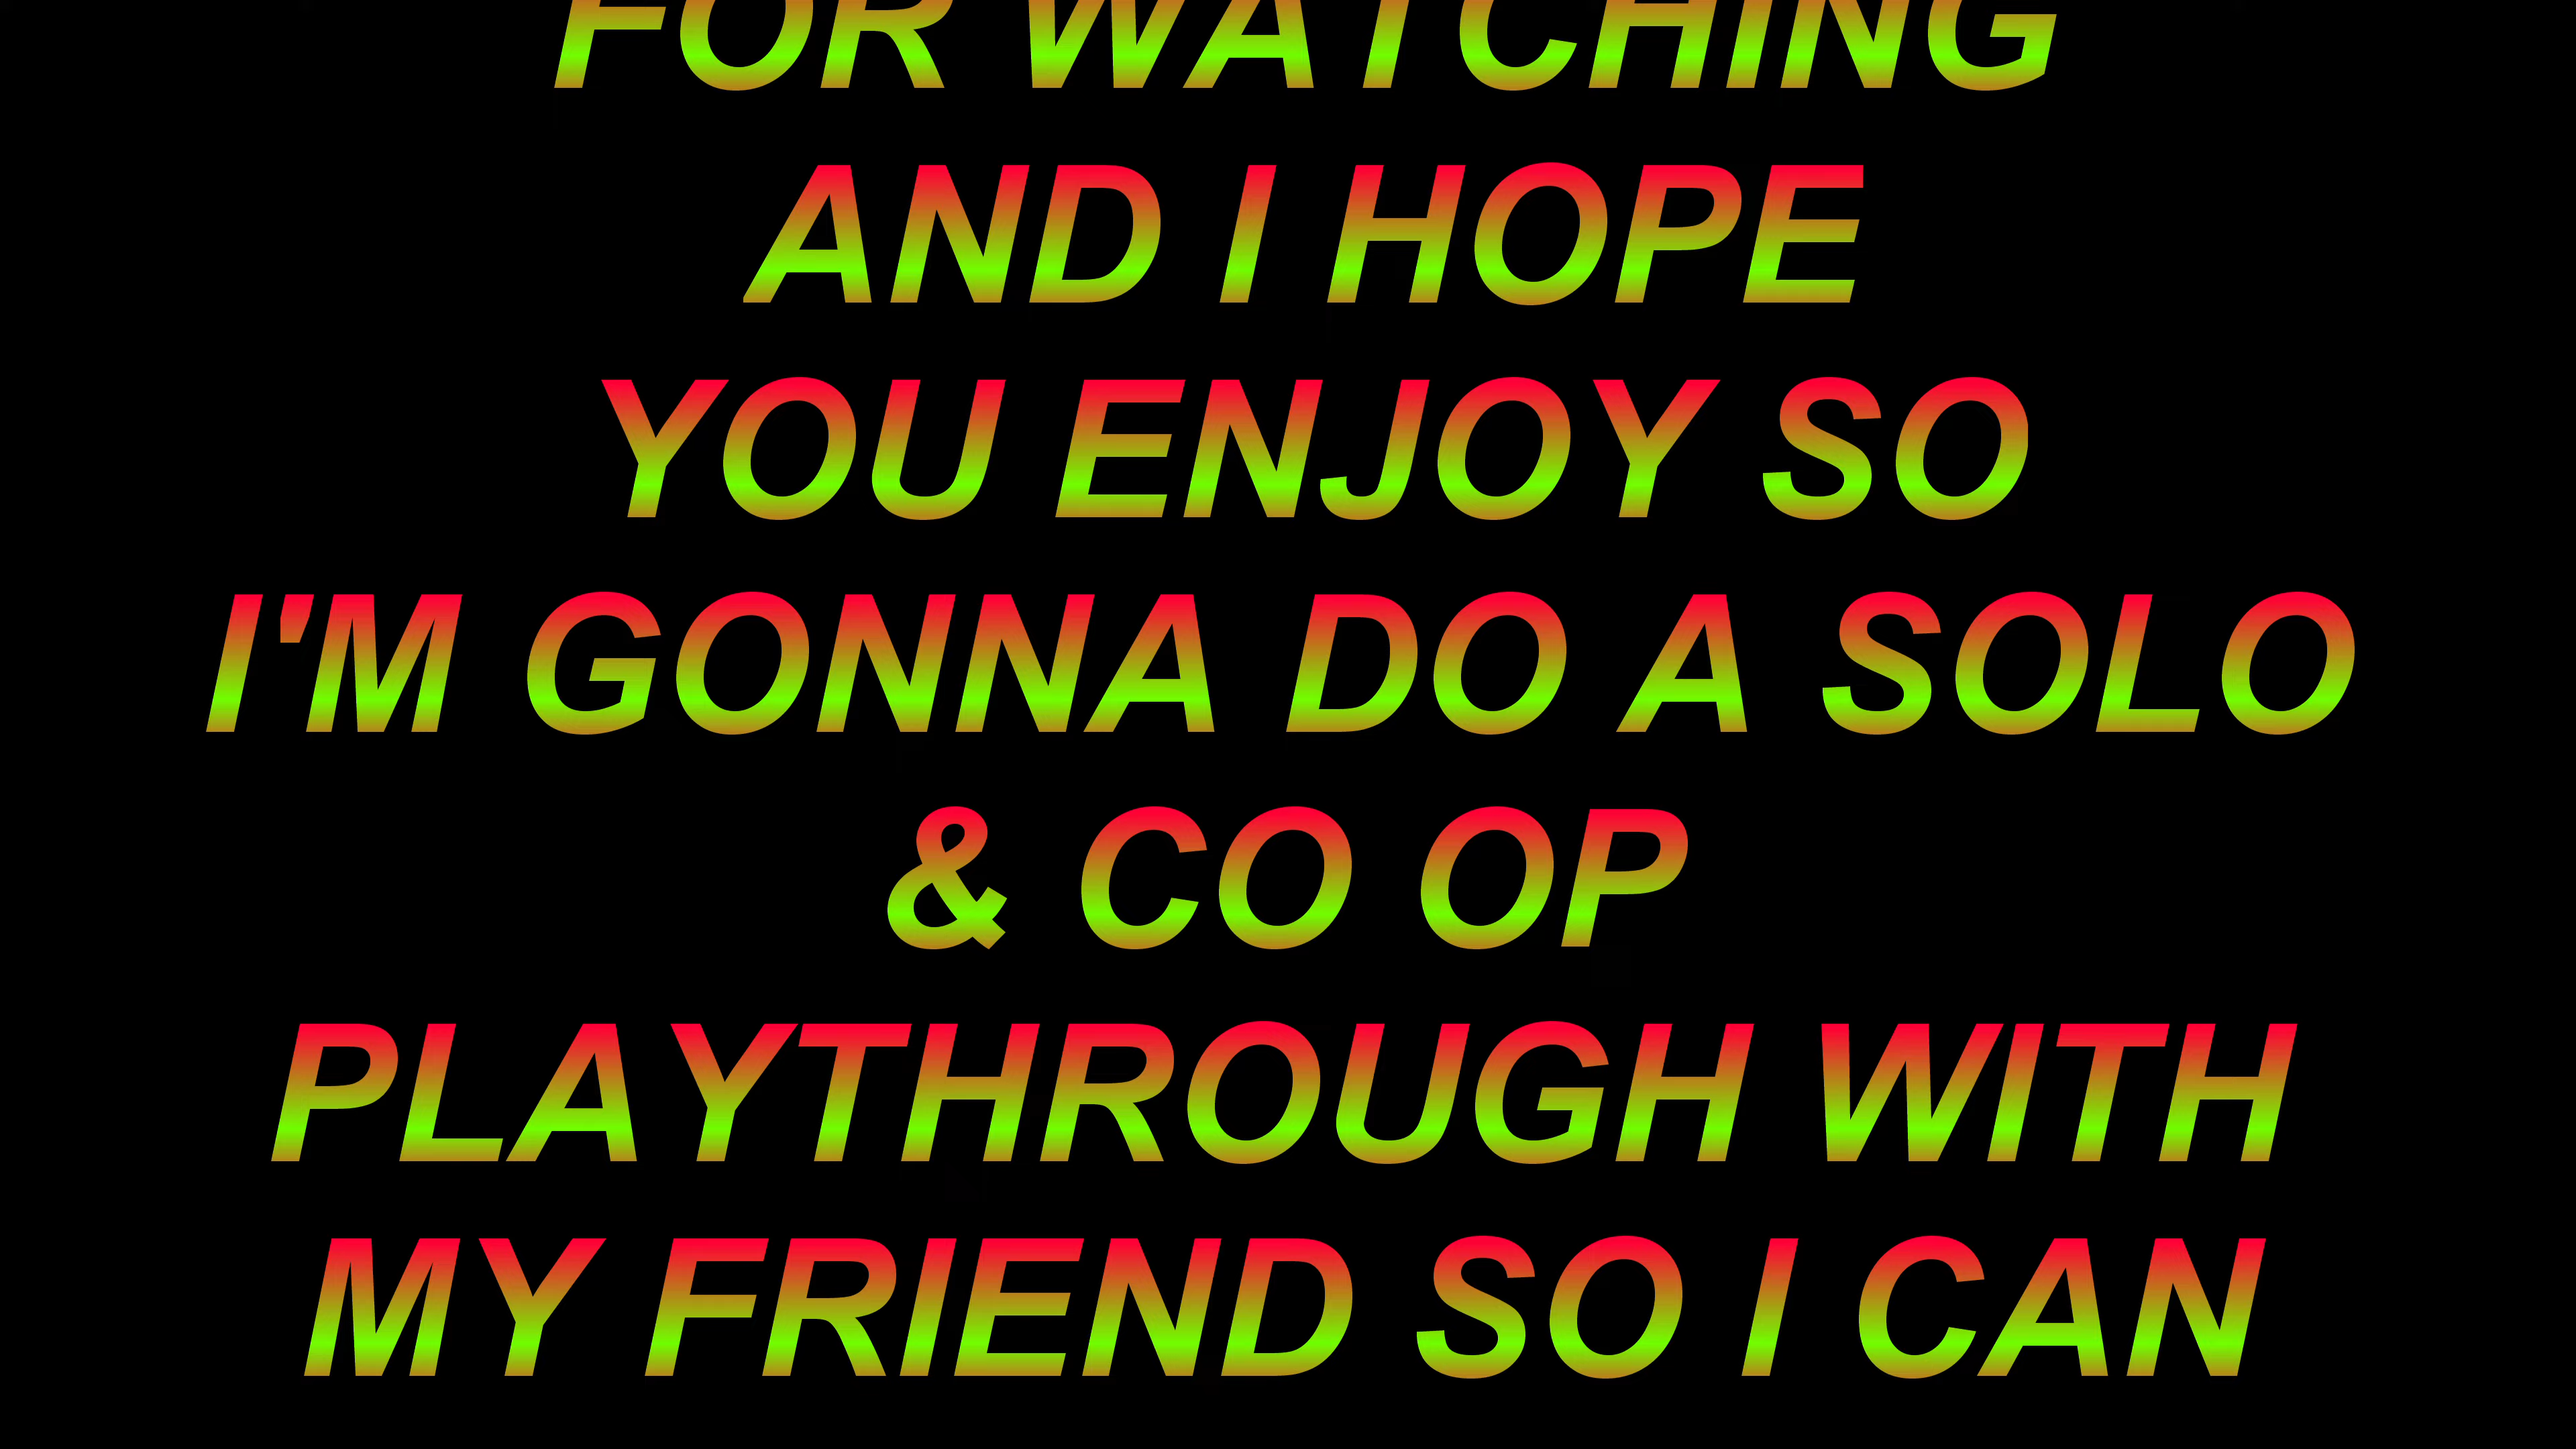 FOR WATCHING
AND I HOPE
YOU ENJOY SO
I'M GONNA DO A SOLO
& CO OP
PLAYTHROUGH WITH
MY FRIEND SO I CAN